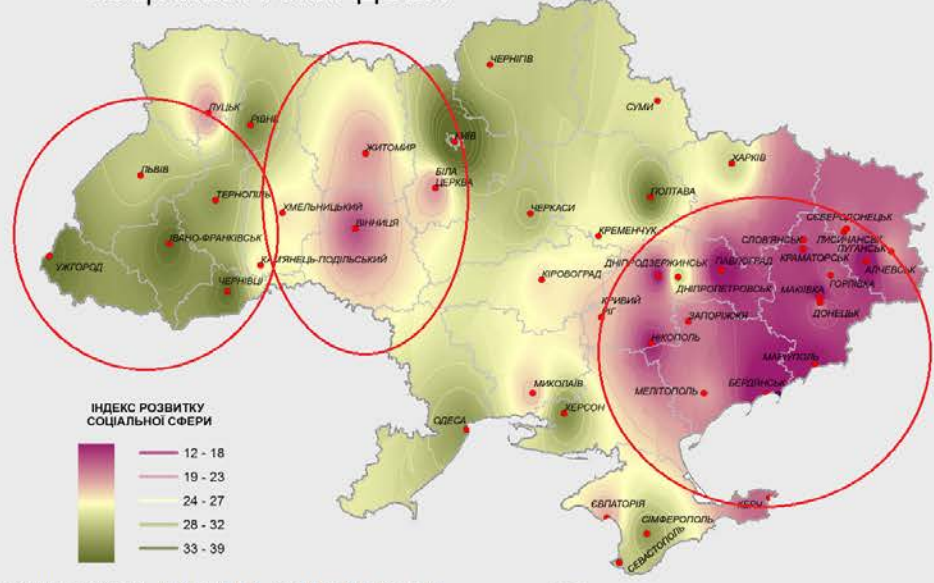 ЧЕРНІГІВ
СУМИ
ЛУЦЬК
РІВНЕ
КИЇВ
ЖИТОМИР
ХАРКІВ
ЛЬВІВ
БІЛА
ЦЕРКВА
ПОЛТАВА
ТЕРНОПІЛЬ
ХМЕЛЬНИЦЬКИЙ
ЧЕРКАСИ
ВІННИЦЯ
СЄВЕРОДОНЕЦЬК
ІВАНО-ФРАНКІВСЬК
КРЕМЕНЧУК
СЛОВ'ЯНСЬК
ЛИСИЧАНСЬК
ЛУГАНСЬК
УЖГОРОД
КАМ'ЯНЕЦЬ-ПОДІЛЬСЬКИЙ
ДНІПРОДЗЕРЖИНСЬК
ПАВЛОГРАД
КРАМАТОРСЬК
АЛЧЕВСЬК
ЧЕРНІВЦІ
КІРОВОГРАД
ДНІПРОПЕТРОВСЬК
МАКІЇВКА
ГОРЛІВКА
КРИВИЙ
РІГ
ЗАПОРІЖЖЯ
ДОНЕЦЬК
НІКОПОЛЬ
МАРІУПОЛЬ
МИКОЛАЇВ
МЕЛІТОПОЛЬ
БЕРДЯНСЬК
ХЕРСОН
ОДЕСА
ЄВПАТОРІЯ
КЕРЧ
СІМФЕРОПОЛЬ
СЕВАСТОПОЛЬ
ІНДЕКС РОЗВИТКУ
СОЦІАЛЬНОЇ СФЕРИ
12 - 18
19 - 23
24 - 27
28 - 32
33 - 39